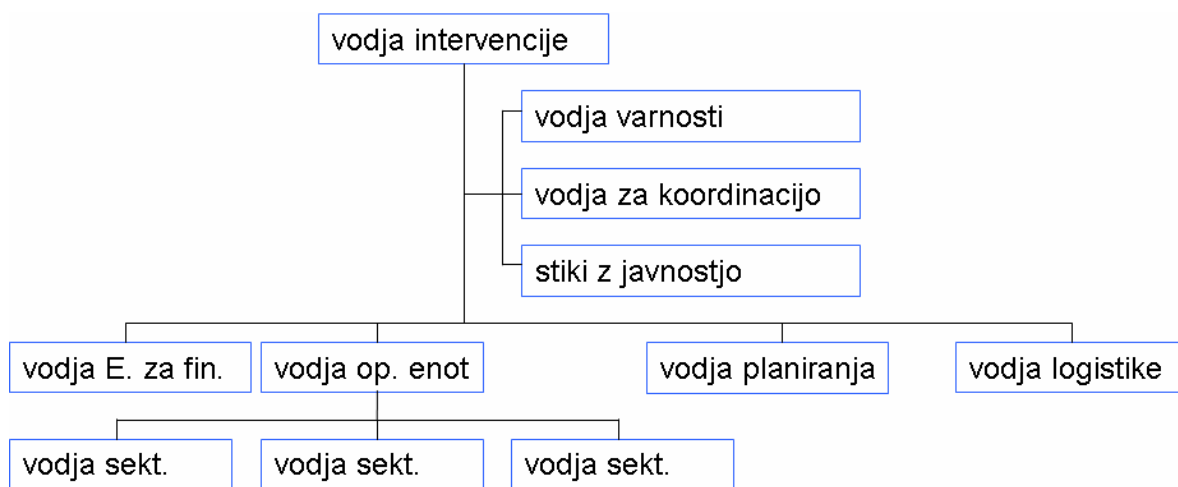 vodja intervencije
vodja varnosti
vodja za koordinacijo
stiki z javnostjo
vodja E. za fin.
vodja op. enot
vodja planiranja
vodja logistike
vodja sekt.
vodja sekt.
vodja sekt.